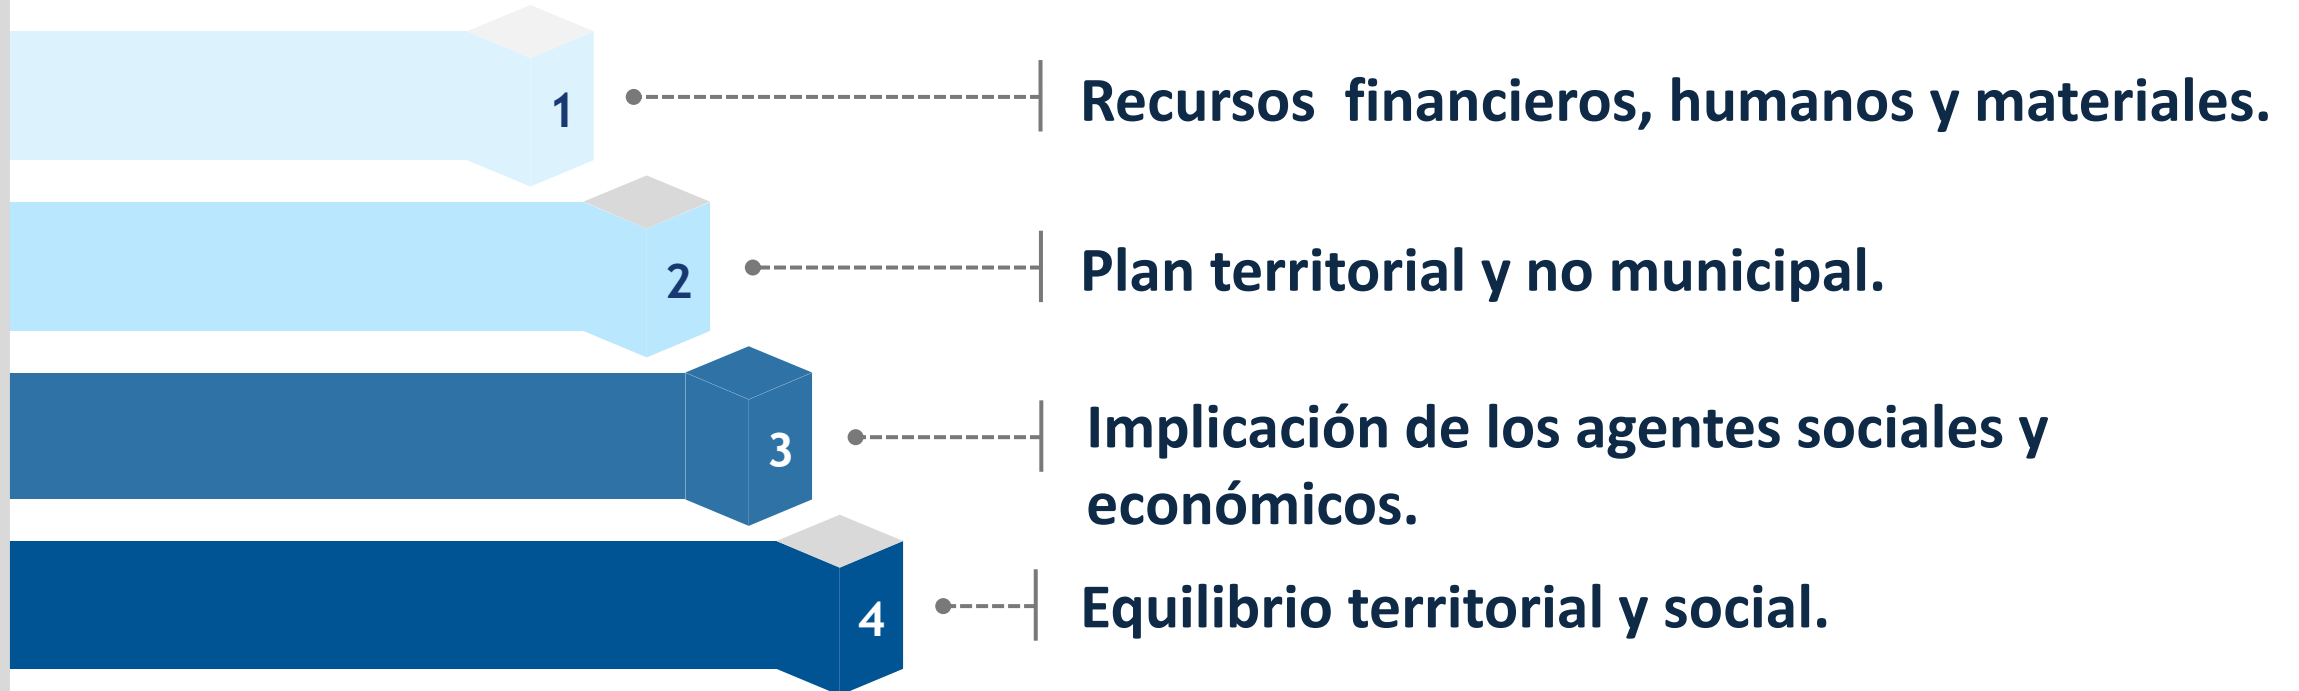 1
Recursos  financieros, humanos y materiales.
2
Plan territorial y no municipal.
3
Implicación de los agentes sociales y
económicos.
4
Equilibrio territorial y social.